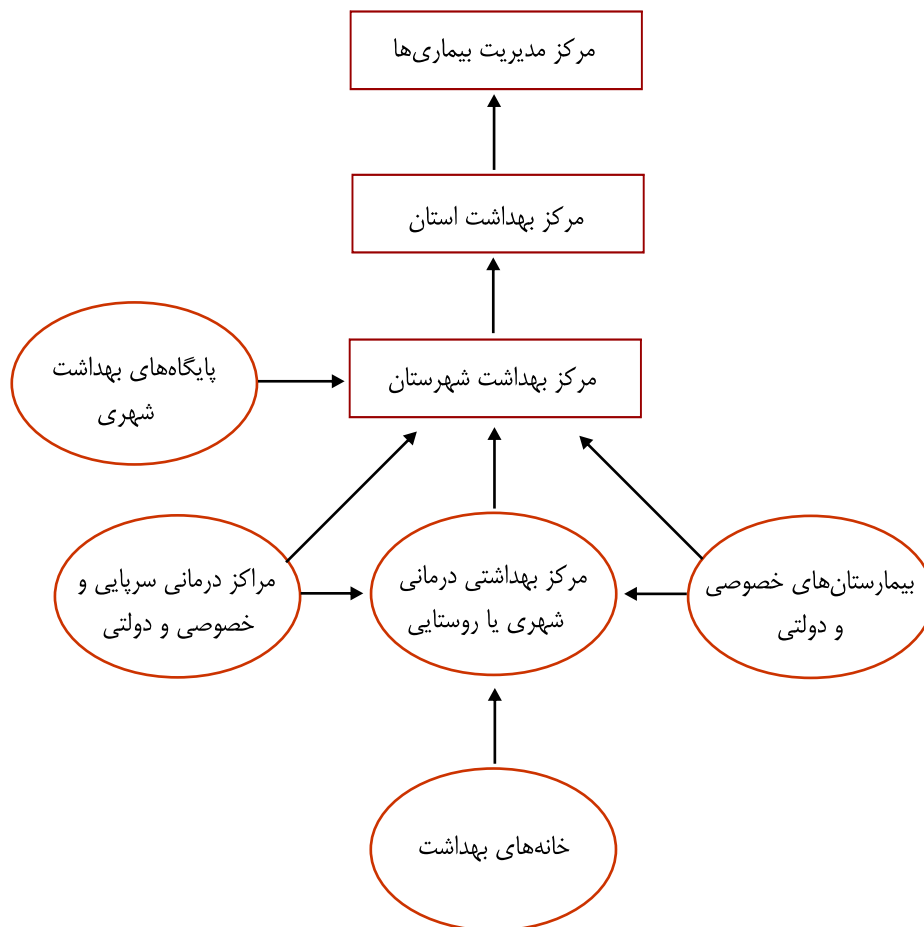 مرکز مدیریت بیماری‌ها
مرکز بهداشت استان
مرکز بهداشت شهرستان
پایگاه‌های بهداشت
شهری
بیمارستان‌های خصوصی
و دولتی
مرکز بهداشتی درمانی
شهری یا روستایی
مراکز درمانی سرپایی و
خصوصی و دولتی
خانه‌های بهداشت